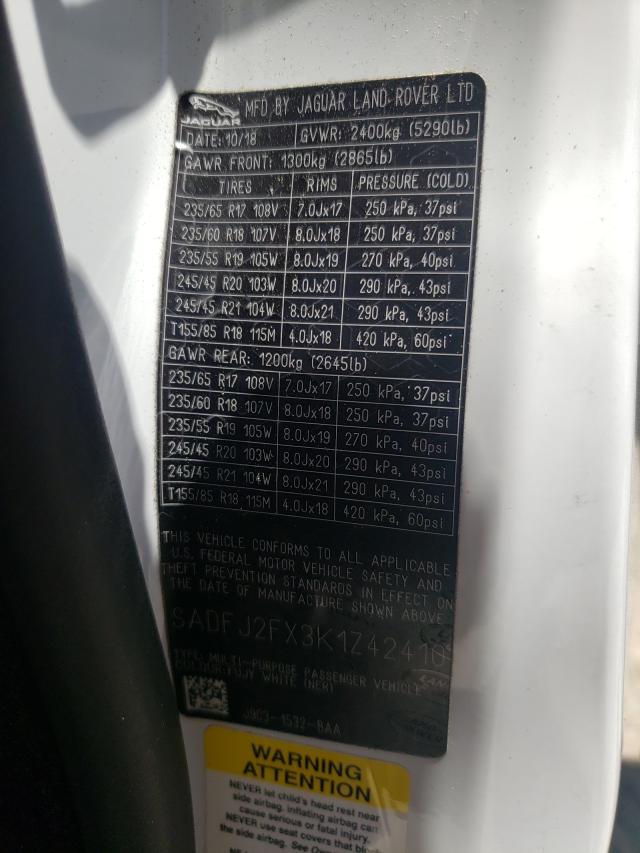 JAGUAR MFD BY JAGUAR LAND ROVER LTD
DATE: 10/18 GVWR: 2400kg (5290lb)
GAWR FRONT: 1300kg (2865lb)
TIRES RIMS PRESSURE (COLD)
235/65 R17 108V 7.0Jx17 250 kPa, 37psi
235/60 R18 107V 8.0Jx18 250 kPa, 37psi
235/55 R19 105W 8.0Jx19 270 kPa, 40psi
245/45 R20 103W 8.0Jx20 290 kPa, 43psi
245/45 R21 104W 8.0Jx21 290 kPa, 43psi
T155/85 R18 115M 4.0Jx18 420 kPa, 60psi
GAWR REAR: 1200kg (2645lb)
235/65 R17 108V 7.0Jx17 250 kPa, 37psi
235/60 R18 107V 8.0Jx18 250 kPa, 37psi
235/55 R19 105W 8.0Jx19 270 kPa, 40psi
245/45 R20 103W 8.0Jx20 290 kPa, 43psi
245/45 R21 104W 8.0Jx21 290 kPa, 43psi
T155/85 R18 115M 4.0Jx18 420 kPa, 60psi
THIS VEHICLE CONFORMS TO ALL APPLICABLE
U.S. FEDERAL MOTOR VEHICLE SAFETY AND
THEFT PREVENTION STANDARDS IN EFFECT ON
THE DATE OF MANUFACTURE SHOWN ABOVE
SADFJ2FX3K1Z42410
TYPE: MULTI-PURPOSE PASSENGER VEHICLE
COLOUR:FUJY WHITE (NER)
J9C3-1532-BAA
WARNING
ATTENTION
NEVER let child's head rest near
side airbag. inflating airbag can
cause serious or fatal injury.
NEVER use seat covers that block
the side airbag. See Owner